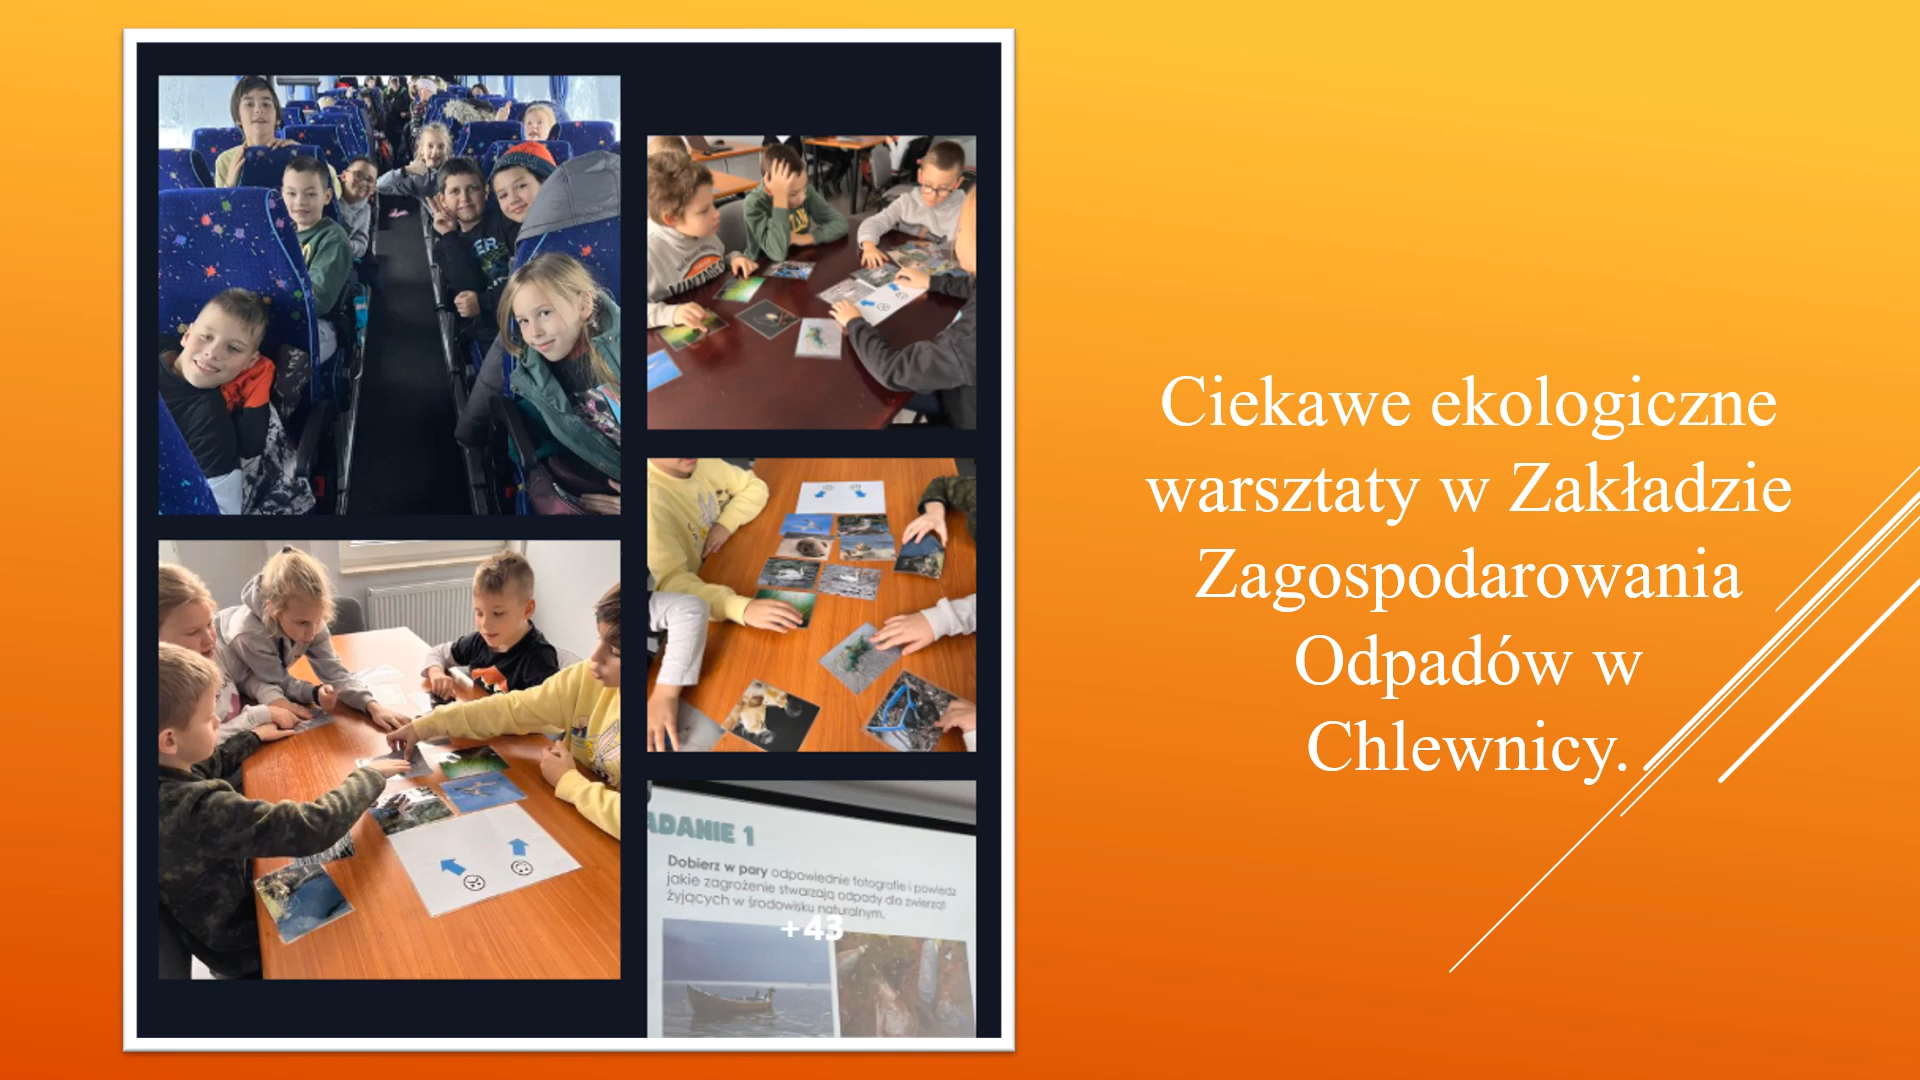 Ciekawe ekologiczne
warsztaty w Zakładzie
Zagospodarowania
Odpadów w
Chlewnicy.
VINTAGE
ADANIE 1
Dobierz w pary odpowiednie fotografie i powiedz
jakie zagrożenie stwarzają odpady dla zwierząt
żyjących w środowisku naturalnym.
+43